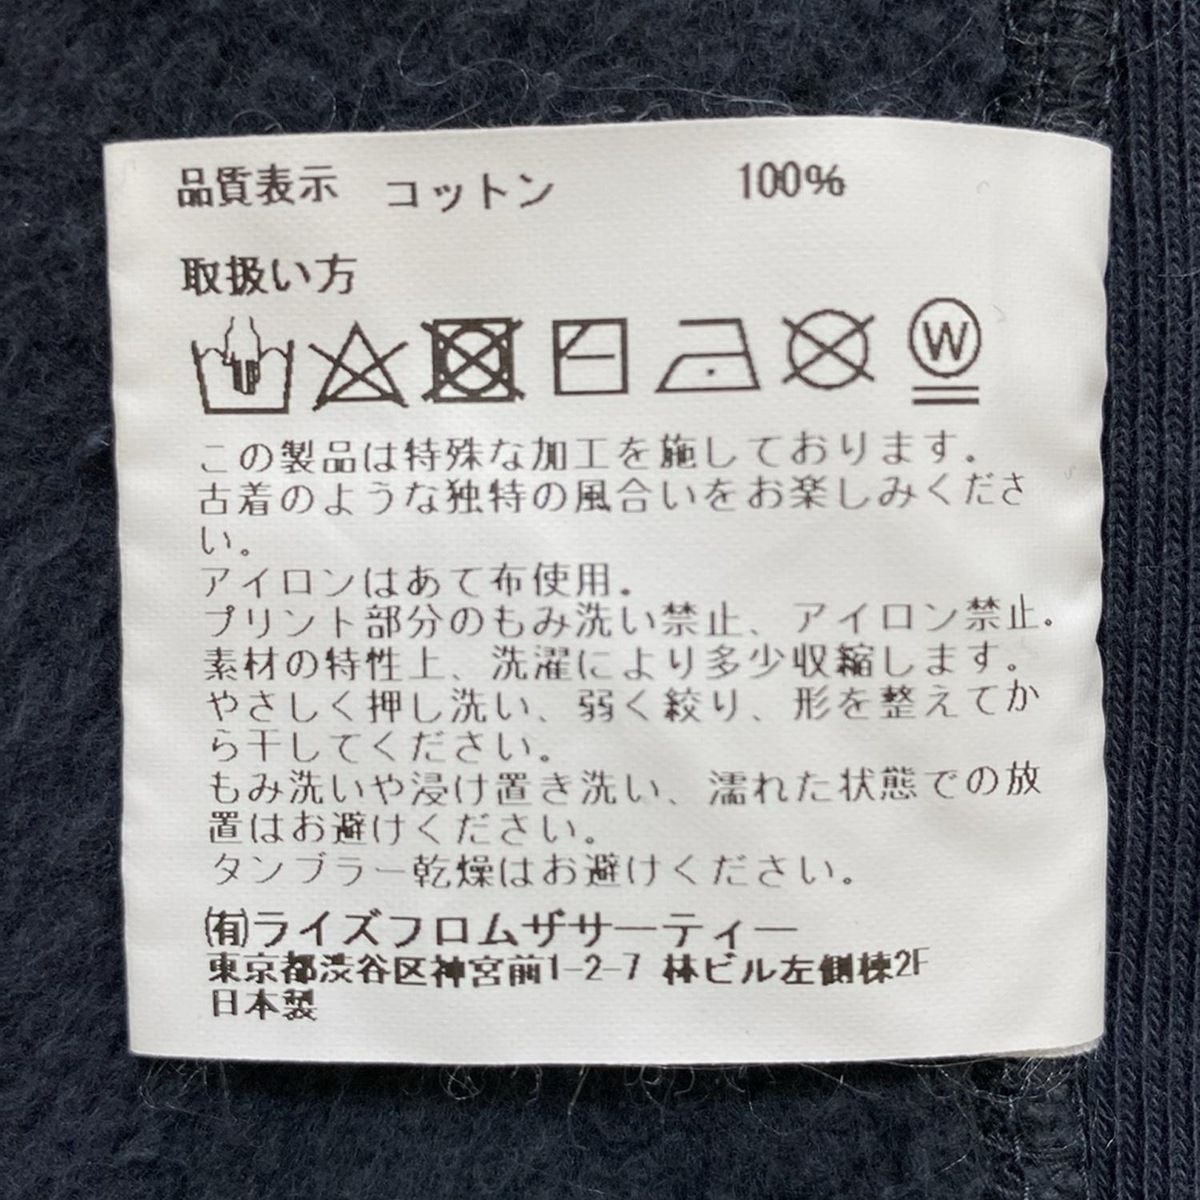 品質表示 コットン 100%
取扱い方
W
この製品は特殊な加工を施しております。
古着のような独特の風合いをお楽しみくださ
い。
アイロンはあて布使用。
プリント部分のもみ洗い禁止、アイロン禁止。
素材の特性上、洗濯により多少収縮します。
やさしく押し洗い、弱く絞り、形を整えてか
ら干してください。
もみ洗いや浸け置き洗い、濡れた状態での放
置はお避けください。
タンブラー乾燥はお避けください。
㈲ライズフロムザサーティー
東京都渋谷区神宮前1-2-7 林ビル左側棟2F
日本製